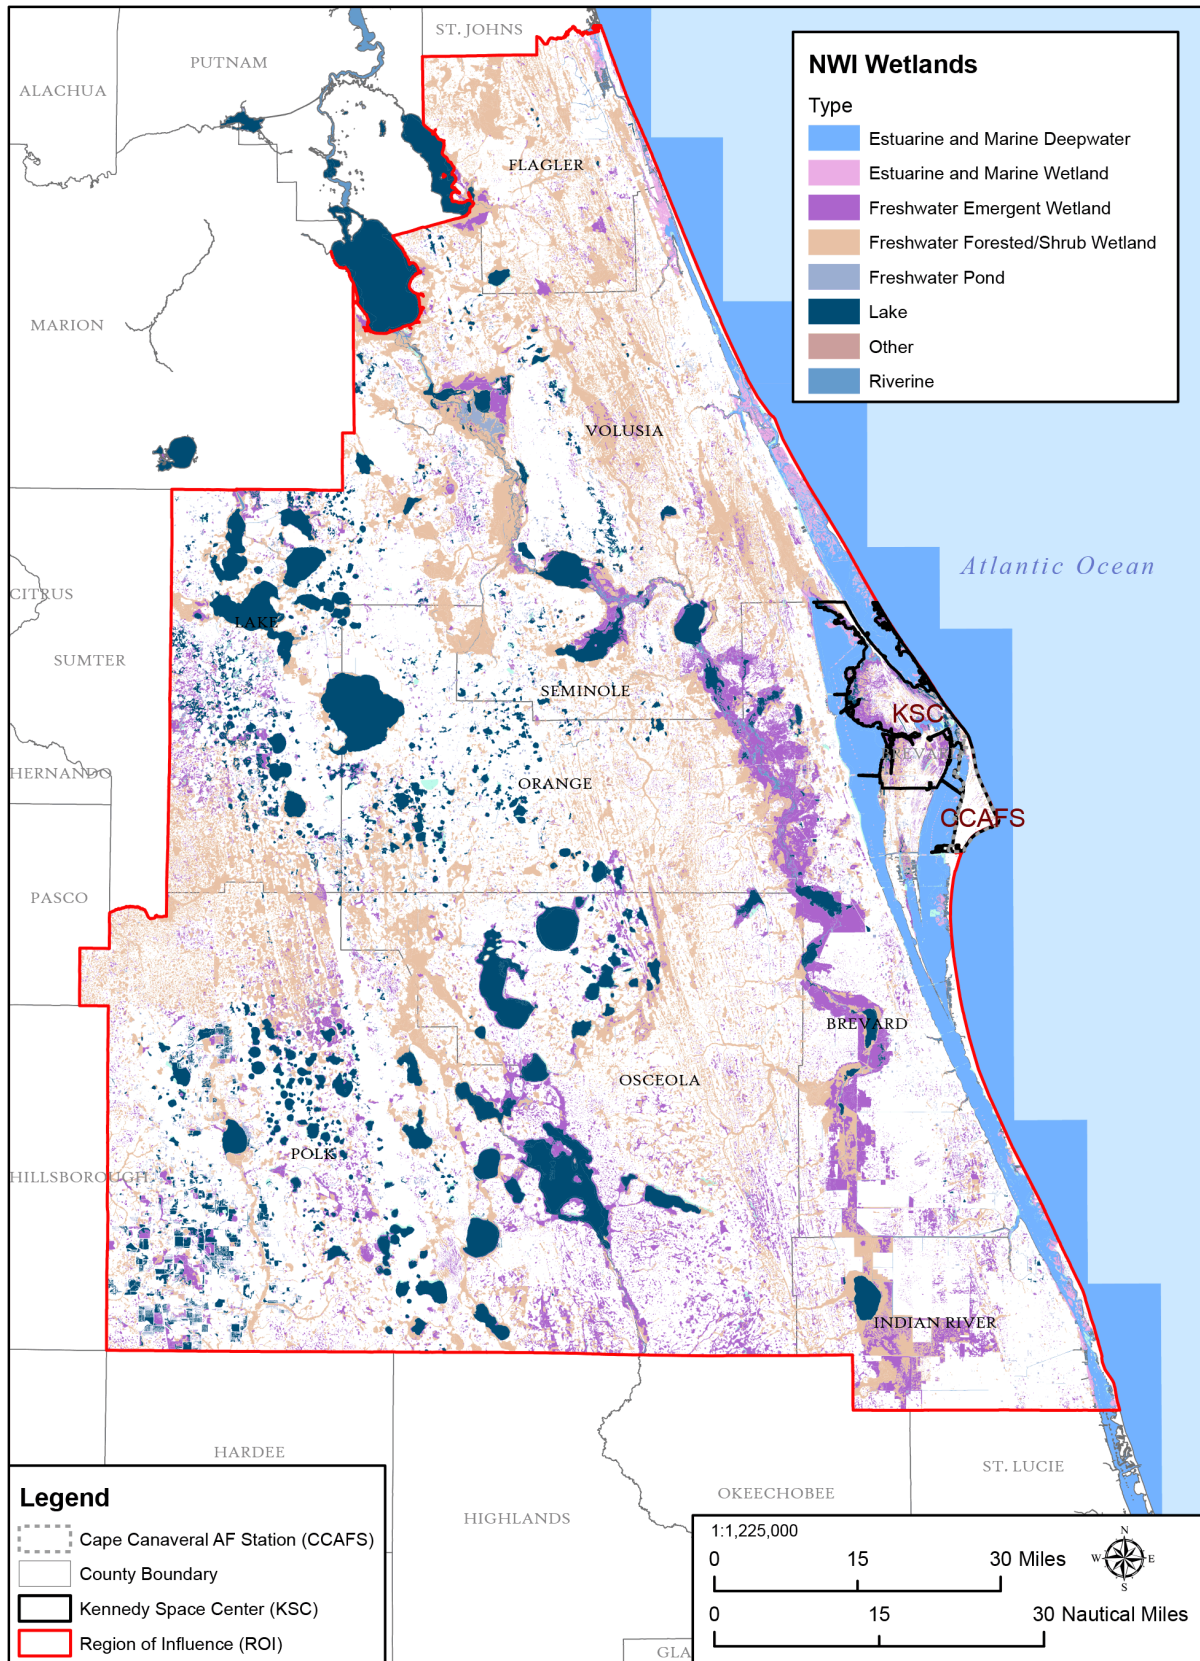 ST. JOHNS
PUTNAM
ALACHUA
FLAGLER
MARION
VOLUSIA
CITRUS
LAKE
SUMTER
SEMINOLE
KSC
HERNANDO
ORANGE
CCAFS
PASCO
BREVARD
OSCEOLA
POLK
HILLSBOROUGH
INDIAN RIVER
HARDEE
ST. LUCIE
OKEECHOBEE
HIGHLANDS
GLA
Atlantic Ocean
NWI Wetlands
Type
Estuarine and Marine Deepwater
Estuarine and Marine Wetland
Freshwater Emergent Wetland
Freshwater Forested/Shrub Wetland
Freshwater Pond
Lake
Other
Riverine
Legend
Cape Canaveral AF Station (CCAFS)
County Boundary
Kennedy Space Center (KSC)
Region of Influence (ROI)
1:1,225,000
0 15 30 Miles
0 15 30 Nautical Miles
N
W E
S